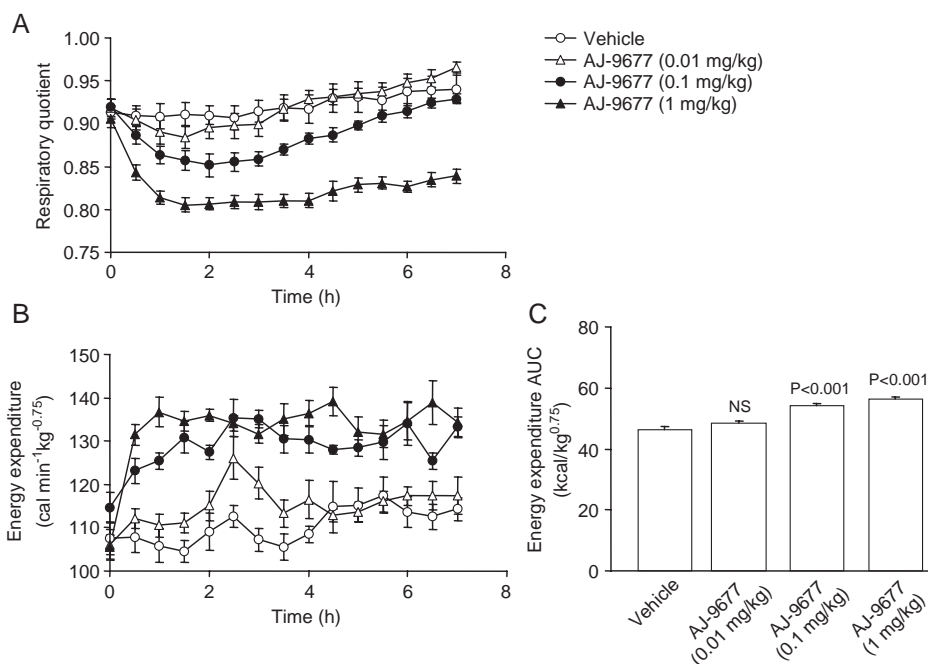 A
1.00
0.95
0.90
0.85
0.80
0.75
Respiratory quotient
0 2 4 6 8
Time (h)
Vehicle
AJ-9677 (0.01 mg/kg)
AJ-9677 (0.1 mg/kg)
AJ-9677 (1 mg/kg)
B
150
140
130
120
110
100
Energy expenditure
(cal min⁻¹kg⁻⁰·⁷⁵)
0 2 4 6 8
Time (h)
C
80
60
40
20
0
Energy expenditure AUC
(kcal/kg⁰·⁷⁵)
NS
P<0.001
P<0.001
Vehicle
AJ-9677
(0.01 mg/kg)
AJ-9677
(0.1 mg/kg)
AJ-9677
(1 mg/kg)